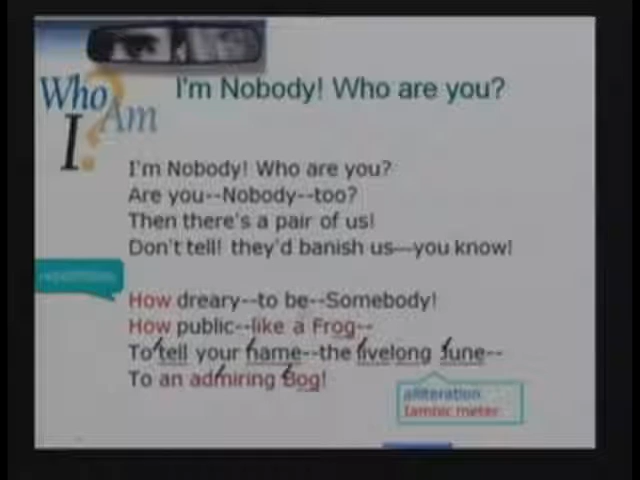 Who
Am
I?
I'm Nobody! Who are you?
I'm Nobody! Who are you?
Are you--Nobody--too?
Then there's a pair of us!
Don't tell! they'd banish us—you know!
repetition
How dreary--to be--Somebody!
How public--like a Frog--
To tell your name--the livelong June--
To an admiring Bog!
alliteration
Iambic meter